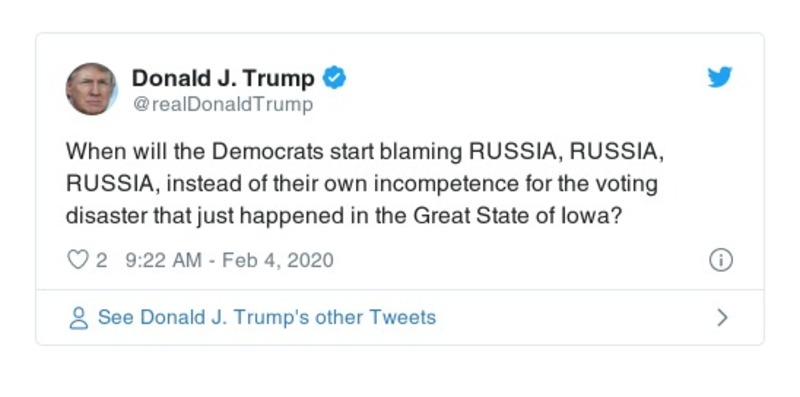 Donald J. Trump
@realDonaldTrump
When will the Democrats start blaming RUSSIA, RUSSIA,
RUSSIA, instead of their own incompetence for the voting
disaster that just happened in the Great State of Iowa?
2 9:22 AM - Feb 4, 2020
See Donald J. Trump's other Tweets